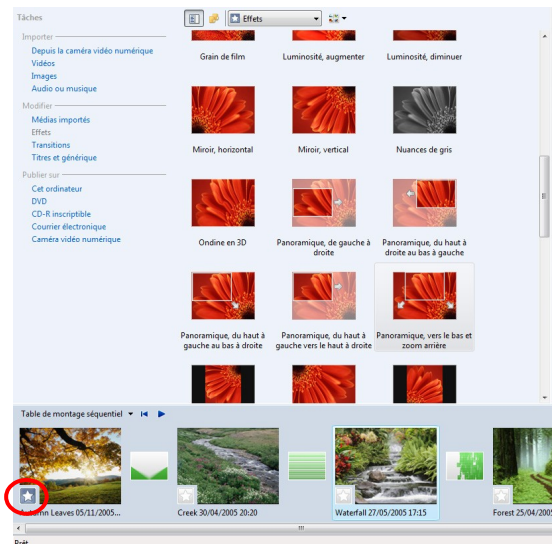 Tâches
Effets
Importer
Depuis la caméra vidéo numérique
Vidéos
Images
Audio ou musique
Modifier
Médias importés
Effets
Transitions
Titres et générique
Publier sur
Cet ordinateur
DVD
CD-R inscriptible
Courrier électronique
Caméra vidéo numérique
Grain de film
Luminosité, augmenter
Luminosité, diminuer
Miroir, horizontal
Miroir, vertical
Nuances de gris
Ondine en 3D
Panoramique, de gauche à
droite
Panoramique, du haut à
droite au bas à gauche
Panoramique, du haut à
gauche au bas à droite
Panoramique, du haut à
gauche vers le haut à droite
Panoramique, vers le bas et
zoom arrière
Table de montage séquentiel
Autumn Leaves 05/11/2005...
Creek 30/04/2005 20:20
Waterfall 27/05/2005 17:15
Forest 25/04/200
Prêt